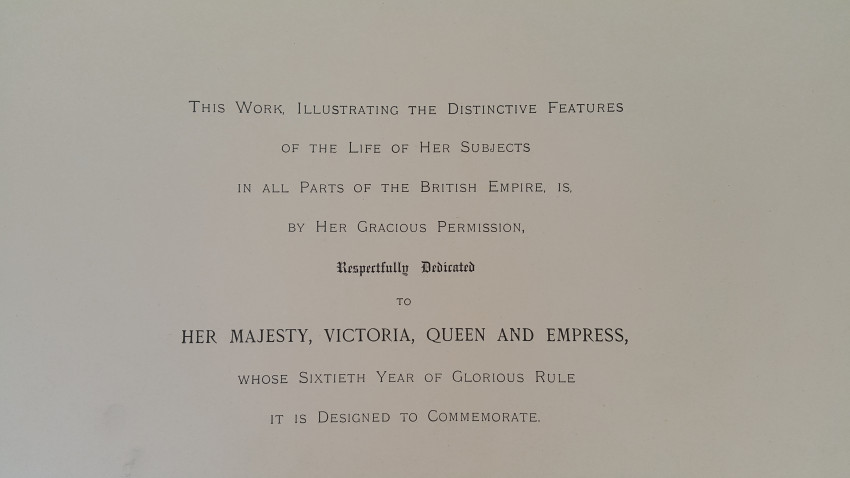 This Work, Illustrating the Distinctive Features
of the Life of Her Subjects
in all Parts of the British Empire, is,
by Her Gracious Permission,
Respectfully Dedicated
to
HER MAJESTY, VICTORIA, QUEEN AND EMPRESS,
whose Sixtieth Year of Glorious Rule
it is Designed to Commemorate.